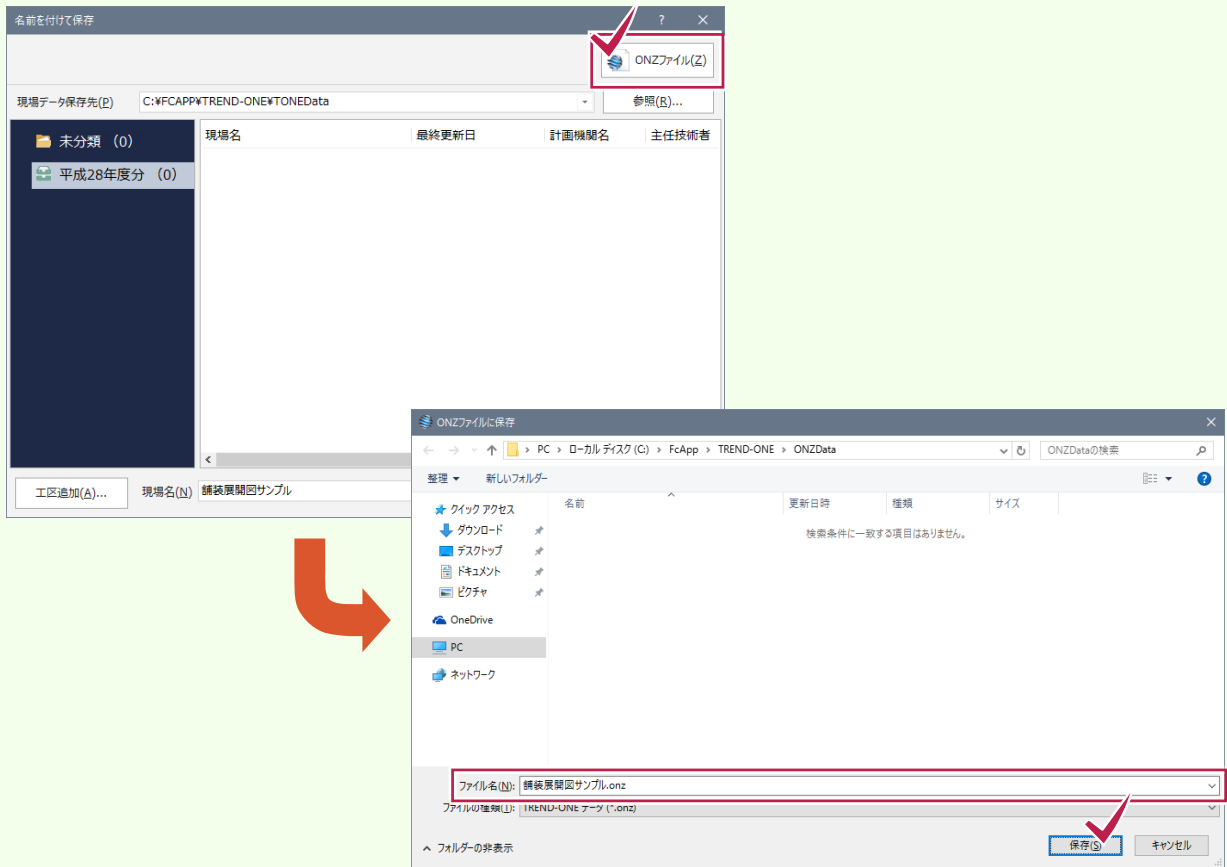 名前を付けて保存
ONZファイル(Z)
現場データ保存先(P) C:¥FCAPP¥TREND-ONE¥TONEData 参照(R)...
未分類 (0)
平成28年度分 (0)
現場名 最終更新日 計画機関名 主任技術者
工区追加(A)... 現場名(N) 舗装展開図サンプル
ONZファイルに保存
PC › ローカル ディスク (C:) › FcApp › TREND-ONE › ONZData ONZDataの検索
整理 新しいフォルダー
名前 更新日時 種類 サイズ
検索条件に一致する項目はありません。
クイック アクセス
ダウンロード
デスクトップ
ドキュメント
ピクチャ
OneDrive
PC
ネットワーク
ファイル名(N): 舗装展開図サンプル.onz
ファイルの種類(T): TREND-ONE データ (*.onz)
フォルダーの非表示 保存(S) キャンセル